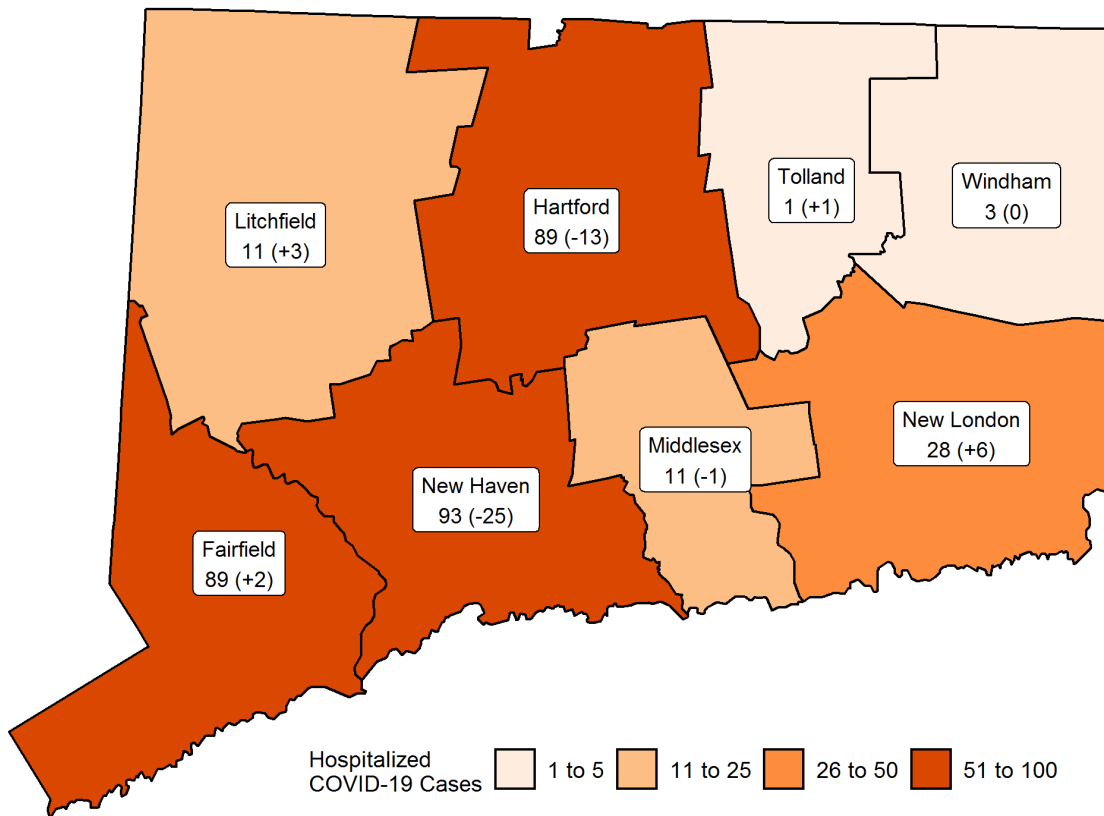 Tolland
1 (+1)
Windham
3 (0)
Hartford
89 (-13)
Litchfield
11 (+3)
New London
28 (+6)
Middlesex
11 (-1)
New Haven
93 (-25)
Fairfield
89 (+2)
Hospitalized
COVID-19 Cases
1 to 5
11 to 25
26 to 50
51 to 100